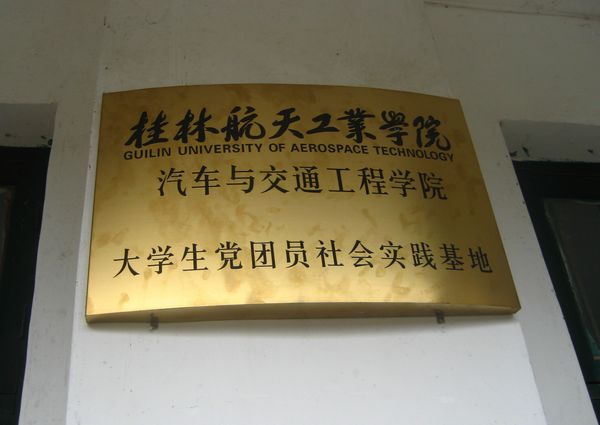 桂林航天工業學院
GUILIN UNIVERSITY OF AEROSPACE TECHNOLOGY
汽车与交通工程学院
大学生党团员社会实践基地